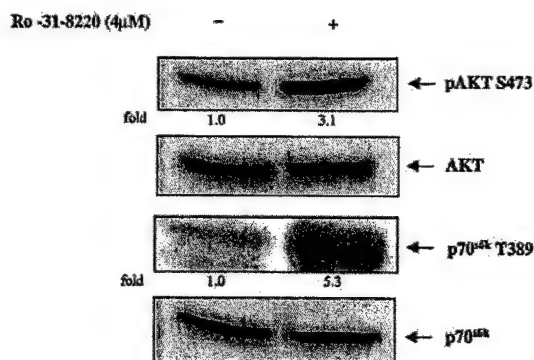 Ro -31-8220 (4μM) - +
← pAKT S473
fold 1.0 3.1
← AKT
← p70s6k T389
fold 1.0 5.3
← p70s6k